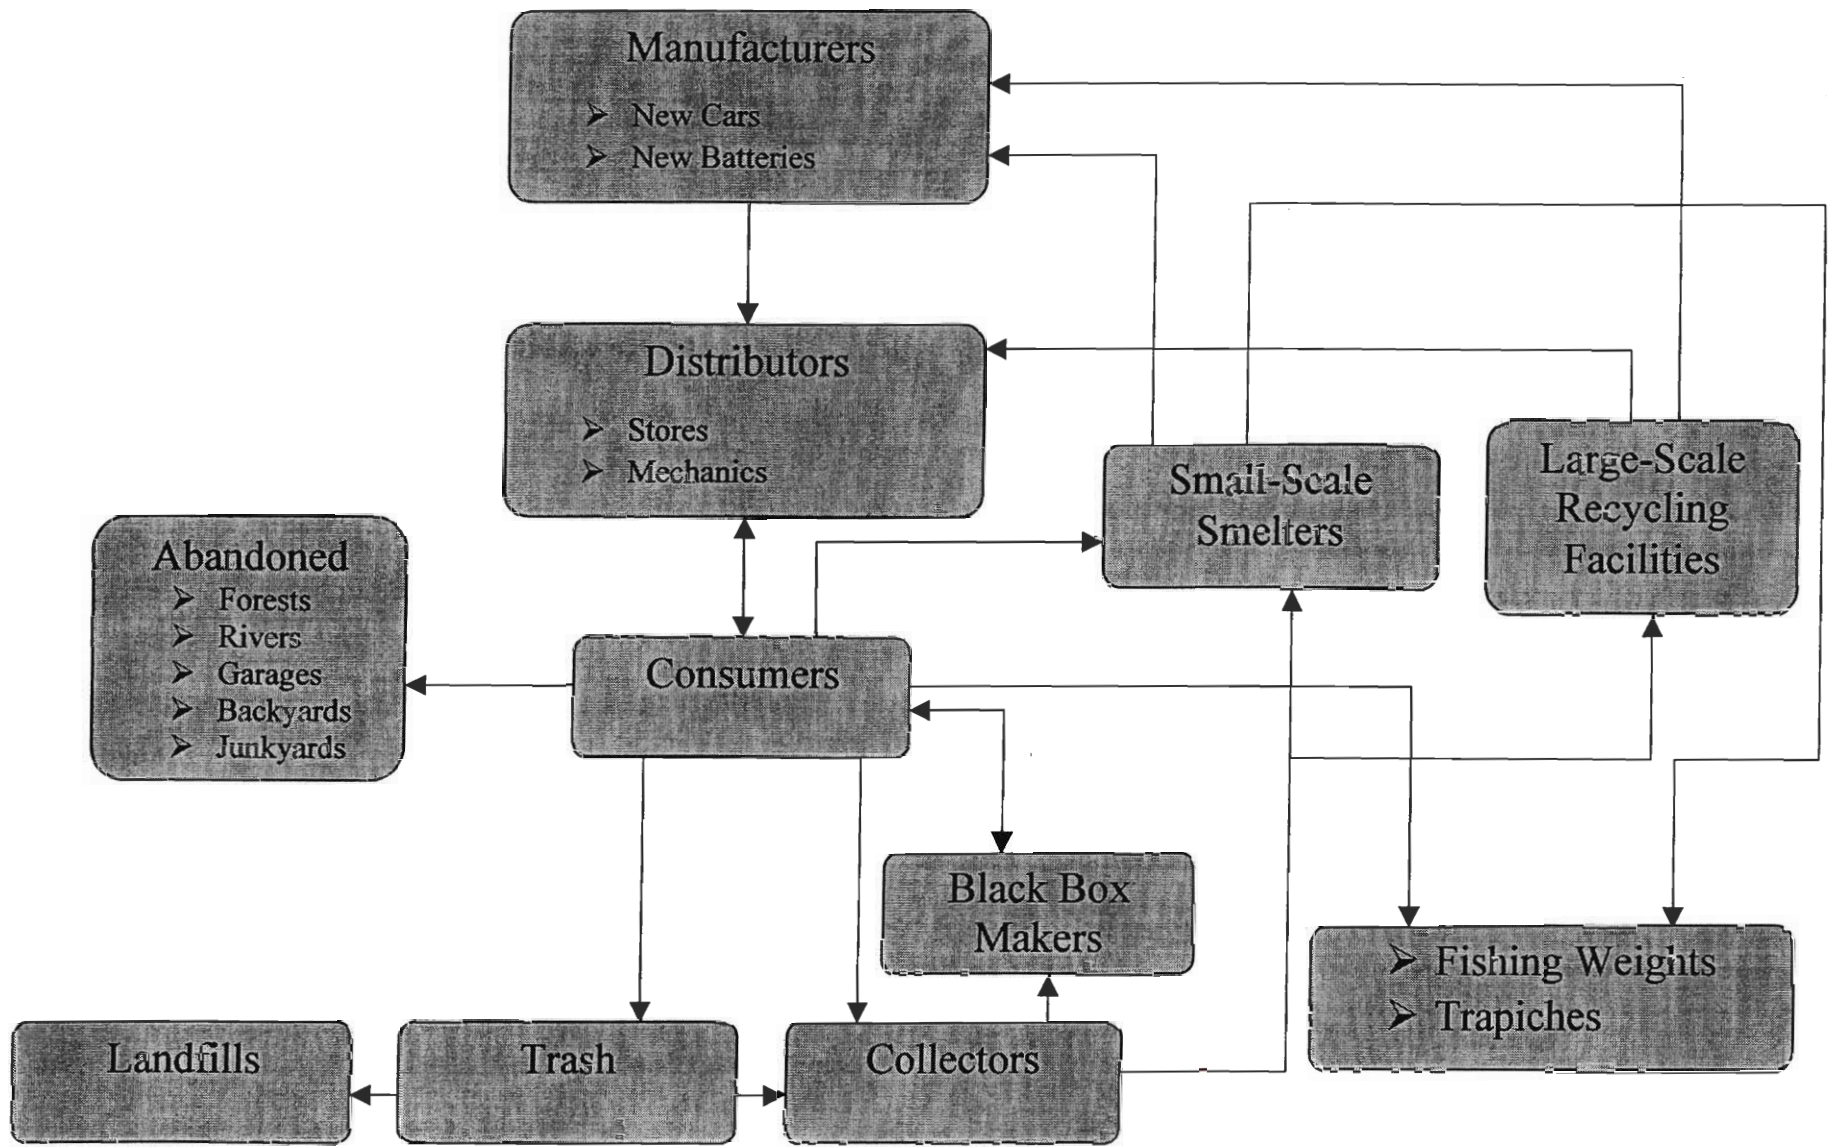 Manufacturers
➢ New Cars
➢ New Batteries
Distributors
➢ Stores
➢ Mechanics
Small-Scale
Smelters
Large-Scale
Recycling
Facilities
Abandoned
➢ Forests
➢ Rivers
➢ Garages
➢ Backyards
➢ Junkyards
Consumers
Black Box
Makers
➢ Fishing Weights
➢ Trapiches
Landfills
Trash
Collectors